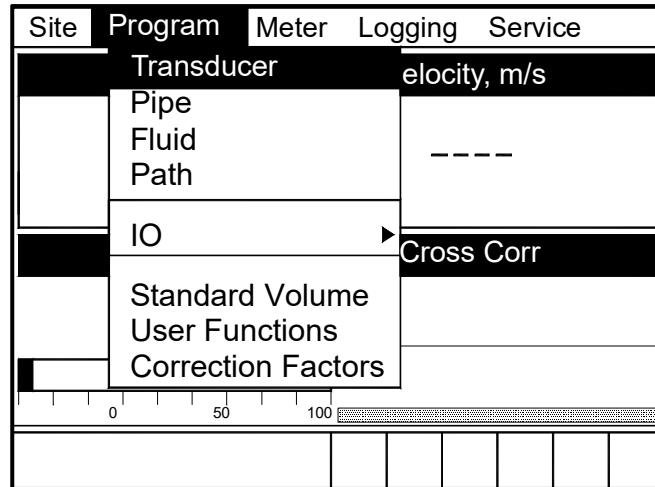 Site Program Meter Logging Service
Transducer
elocity, m/s
Pipe
Fluid
Path
IO
Cross Corr
Standard Volume
User Functions
Correction Factors
0 50 100